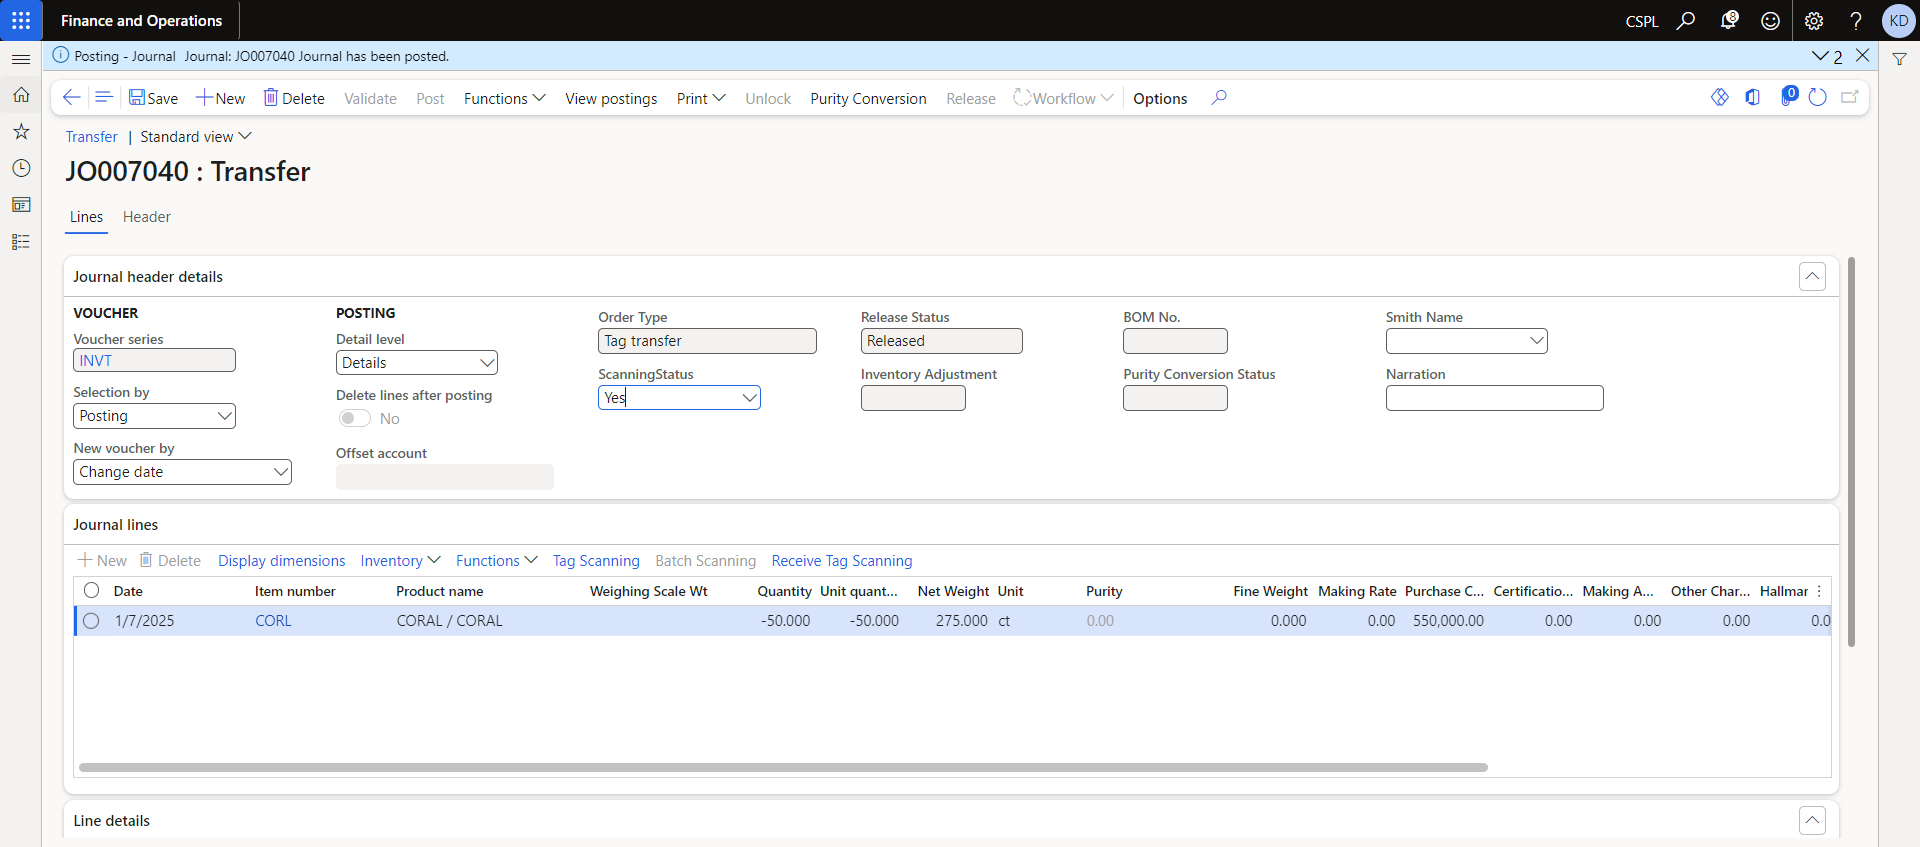 Finance and Operations
CSPL
8
?
KD
Posting - Journal Journal: JO007040 Journal has been posted.
2
Save
New
Delete
Validate
Post
Functions
View postings
Print
Unlock
Purity Conversion
Release
Workflow
Options
0
Transfer | Standard view
JO007040 : Transfer
Lines
Header
Journal header details
VOUCHER
Voucher series
INVT
Selection by
Posting
New voucher by
Change date
POSTING
Detail level
Details
Delete lines after posting
No
Offset account
Order Type
Tag transfer
ScanningStatus
Yes
Release Status
Released
Inventory Adjustment
BOM No.
Purity Conversion Status
Smith Name
Narration
Journal lines
New Delete Display dimensions Inventory Functions Tag Scanning Batch Scanning Receive Tag Scanning
Date Item number Product name Weighing Scale Wt Quantity Unit quant... Net Weight Unit Purity Fine Weight Making Rate Purchase C... Certificatio... Making A... Other Char... Hallmar
1/7/2025 CORL CORAL / CORAL -50.000 -50.000 275.000 ct 0.00 0.000 0.00 550,000.00 0.00 0.00 0.00 0.0
Line details